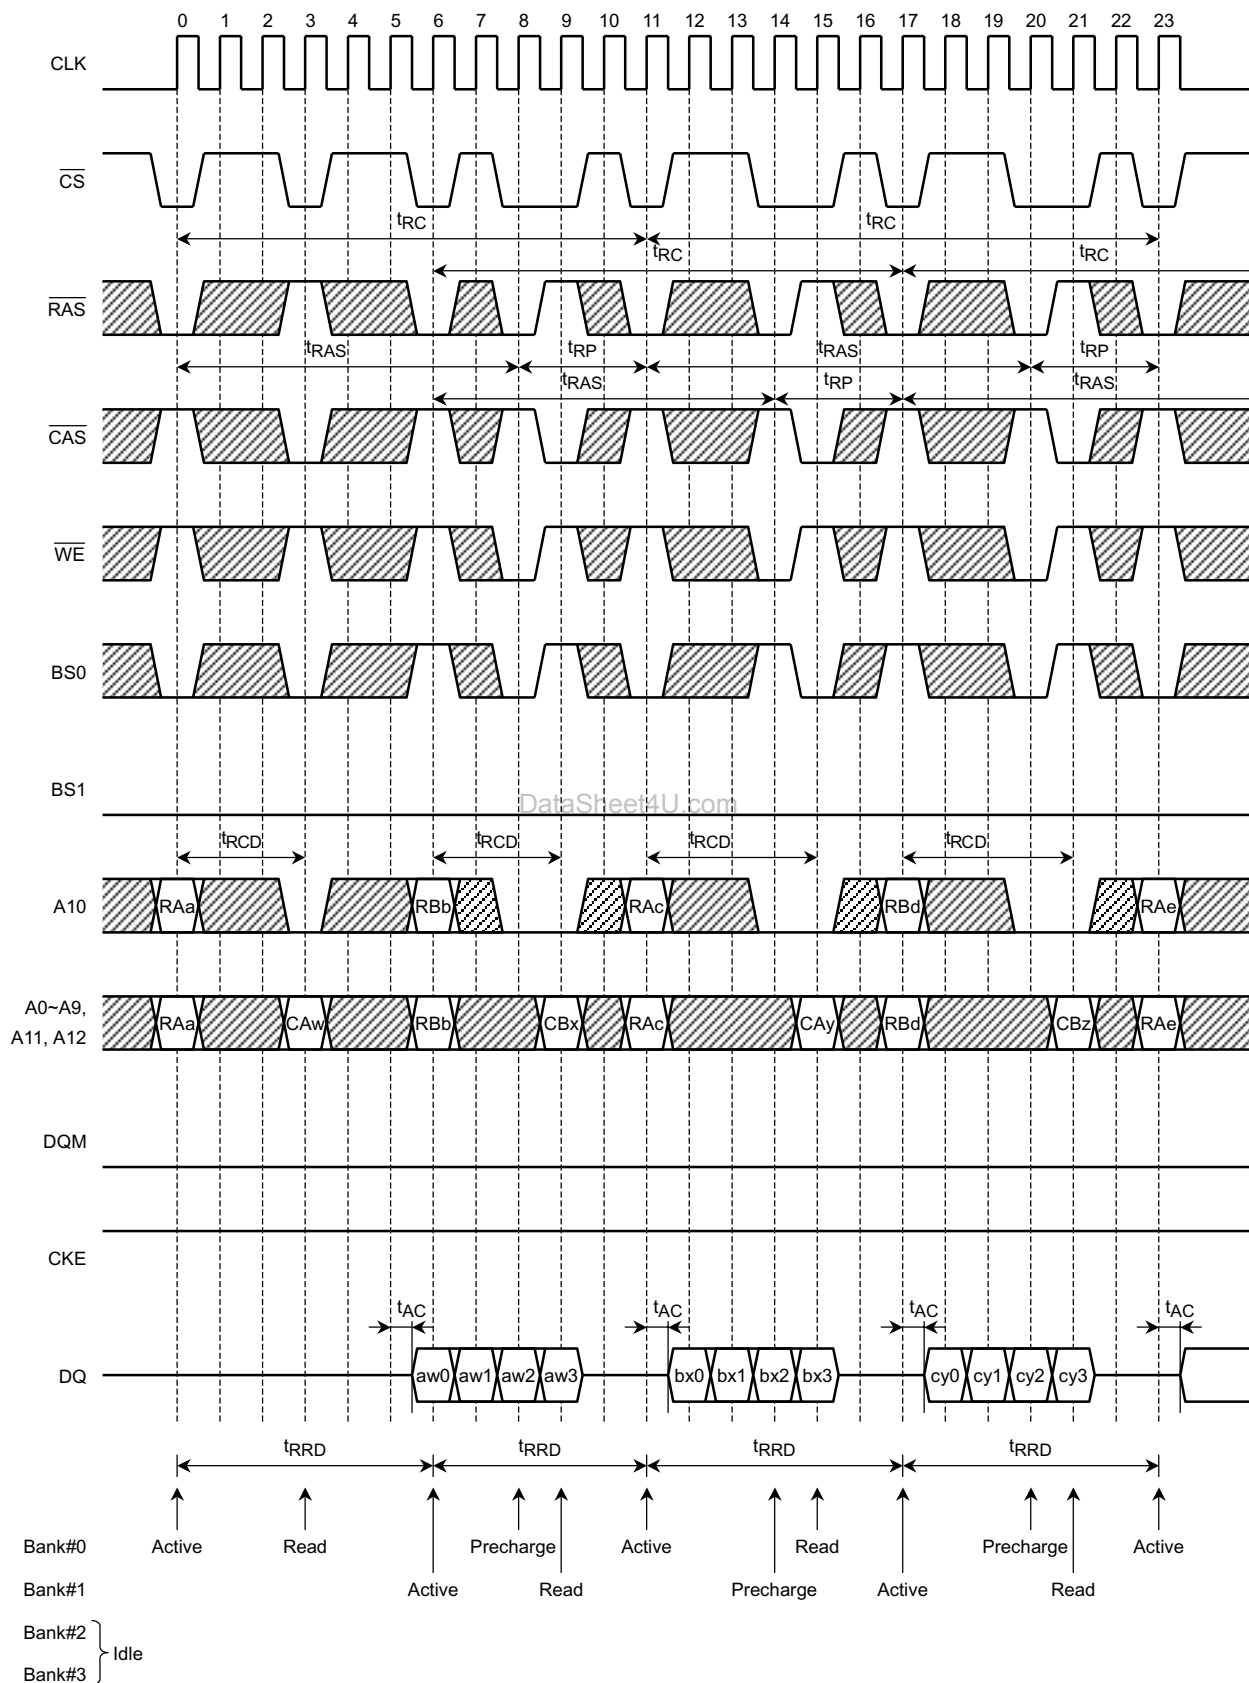 0 1 2 3 4 5 6 7 8 9 10 11 12 13 14 15 16 17 18 19 20 21 22 23
CLK
CS
tRC tRC
tRC tRC
RAS
tRAS tRP tRAS tRP
tRAS tRP tRAS
CAS
WE
BS0
BS1
DataSheet4U.com
tRCD tRCD tRCD tRCD
A10 RAa RBb RAc RBd RAe
A0~A9,
A11, A12
RAa CAw RBb CBx RAc CAy RBd CBz RAe
DQM
CKE
tAC tAC tAC tAC
DQ aw0 aw1 aw2 aw3 bx0 bx1 bx2 bx3 cy0 cy1 cy2 cy3
tRRD tRRD tRRD tRRD
Bank#0 Active Read Precharge Active Read Precharge Active
Bank#1 Active Read Precharge Active Read
Bank#2
Idle
Bank#3